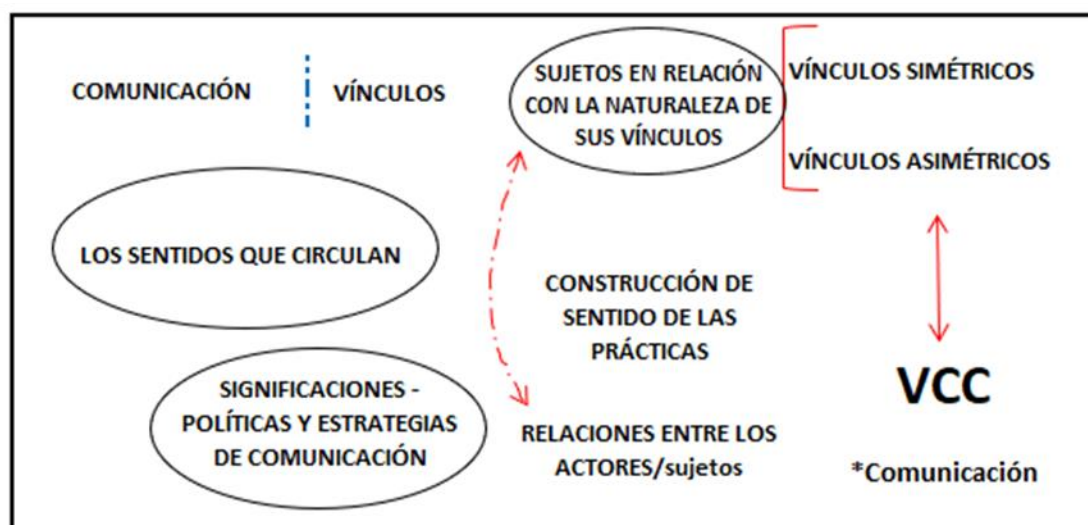 COMUNICACIÓN
VÍNCULOS
SUJETOS EN RELACIÓN
CON LA NATURALEZA DE
SUS VÍNCULOS
VÍNCULOS SIMÉTRICOS
VÍNCULOS ASIMÉTRICOS
LOS SENTIDOS QUE CIRCULAN
CONSTRUCCIÓN DE
SENTIDO DE LAS
PRÁCTICAS
SIGNIFICACIONES -
POLÍTICAS Y ESTRATEGIAS
DE COMUNICACIÓN
RELACIONES ENTRE LOS
ACTORES/sujetos
VCC
*Comunicación